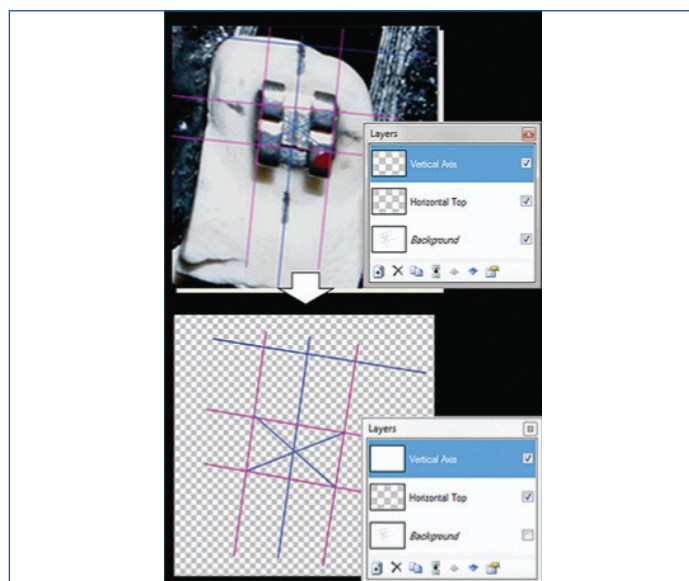 Layers
Vertical Axis
Horizontal Top
Background
Layers
Vertical Axis
Horizontal Top
Background